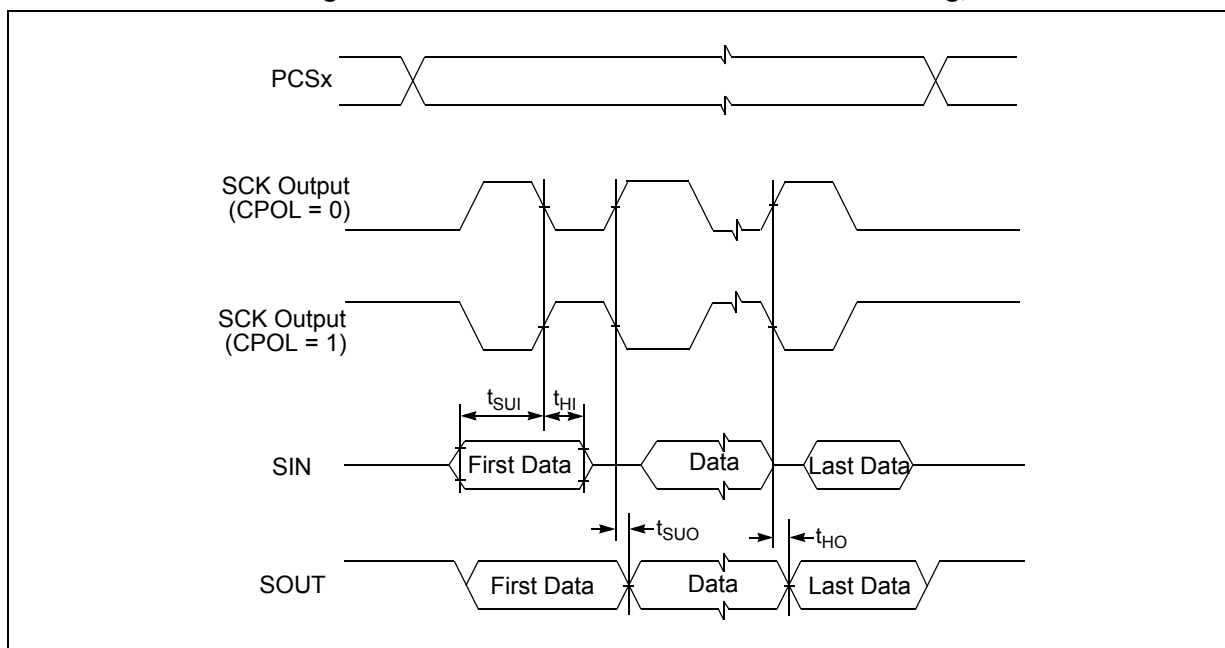 PCSx
SCK Output
(CPOL = 0)
SCK Output
(CPOL = 1)
tSUI
tHI
SIN
First Data
Data
Last Data
tSUO
tHO
SOUT
First Data
Data
Last Data